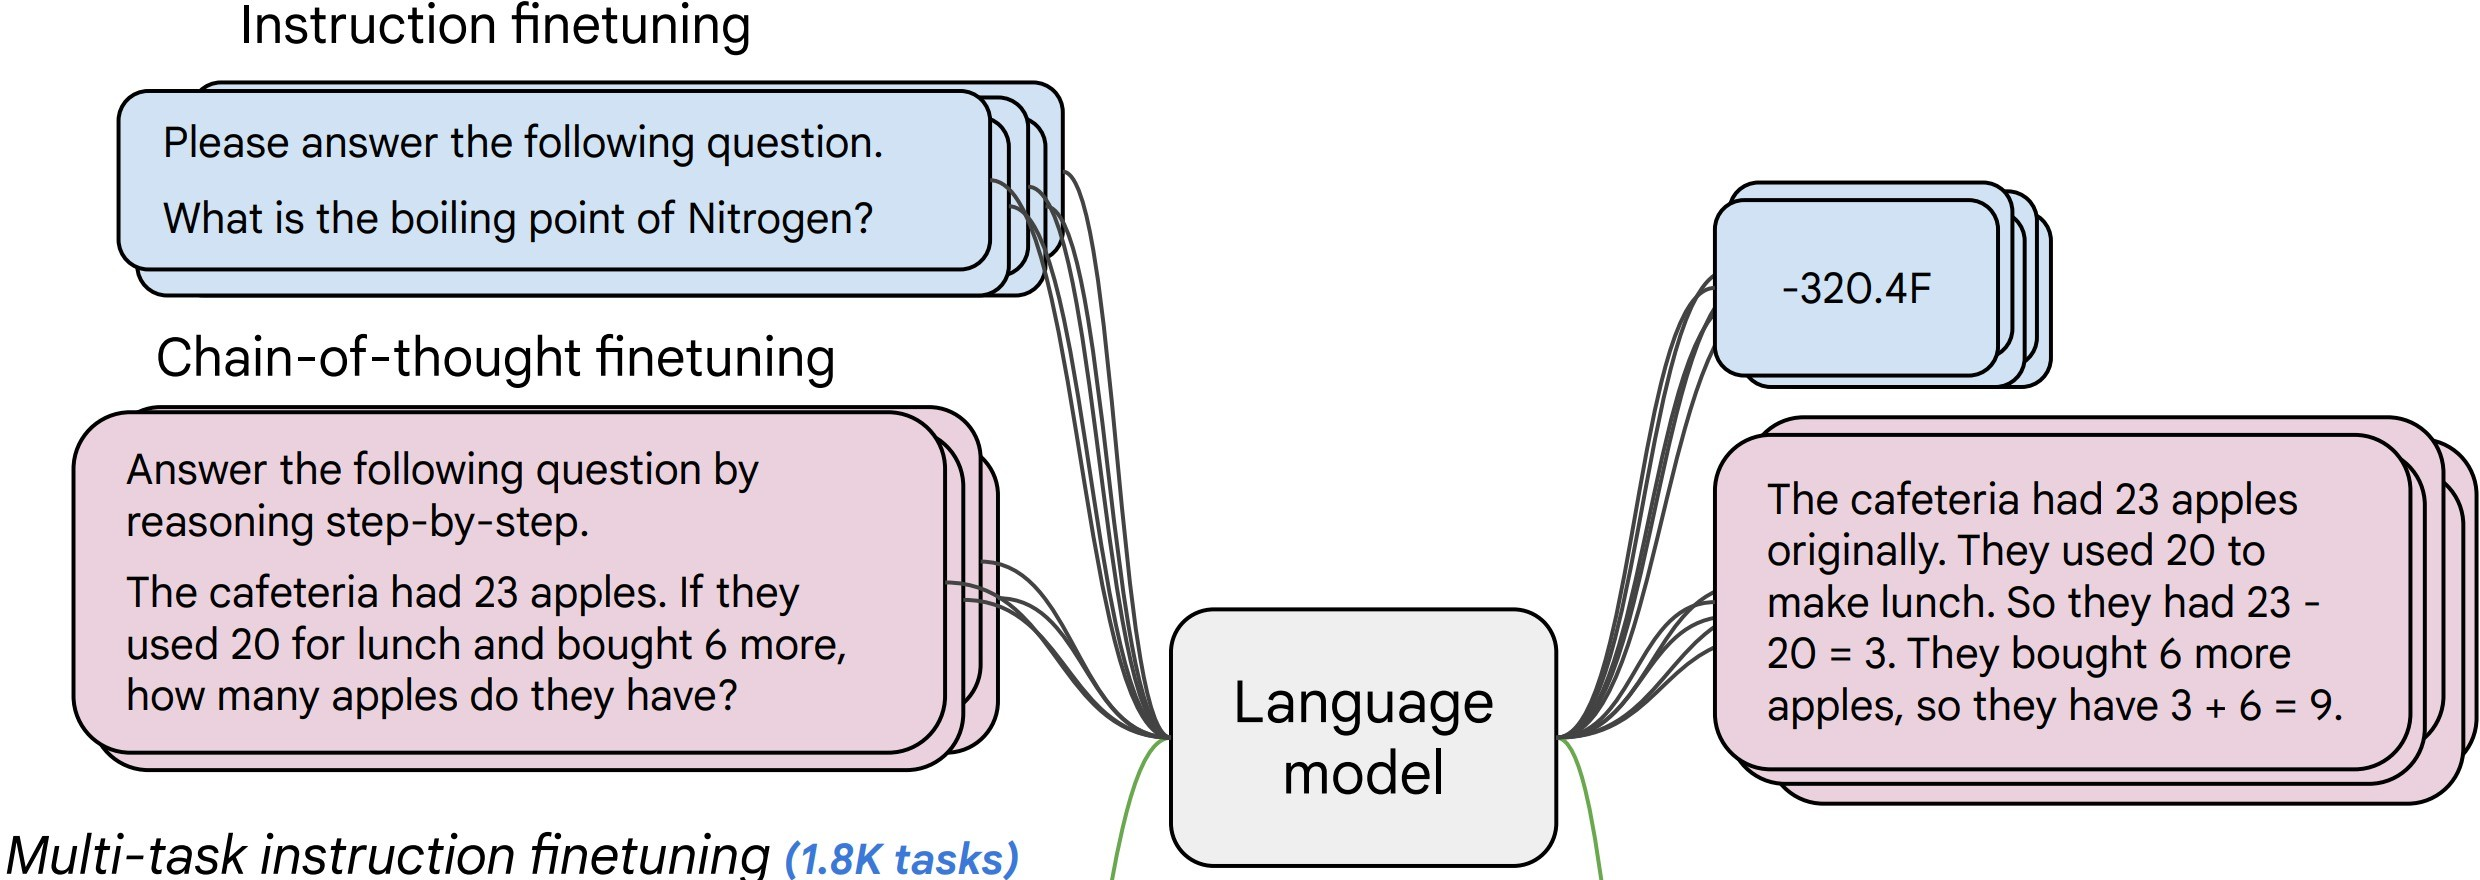 Instruction finetuning
Please answer the following question.
What is the boiling point of Nitrogen?
Chain-of-thought finetuning
Answer the following question by
reasoning step-by-step.
The cafeteria had 23 apples. If they
used 20 for lunch and bought 6 more,
how many apples do they have?
Multi-task instruction finetuning (1.8K tasks)
Language
model
-320.4F
The cafeteria had 23 apples
originally. They used 20 to
make lunch. So they had 23 -
20 = 3. They bought 6 more
apples, so they have 3 + 6 = 9.